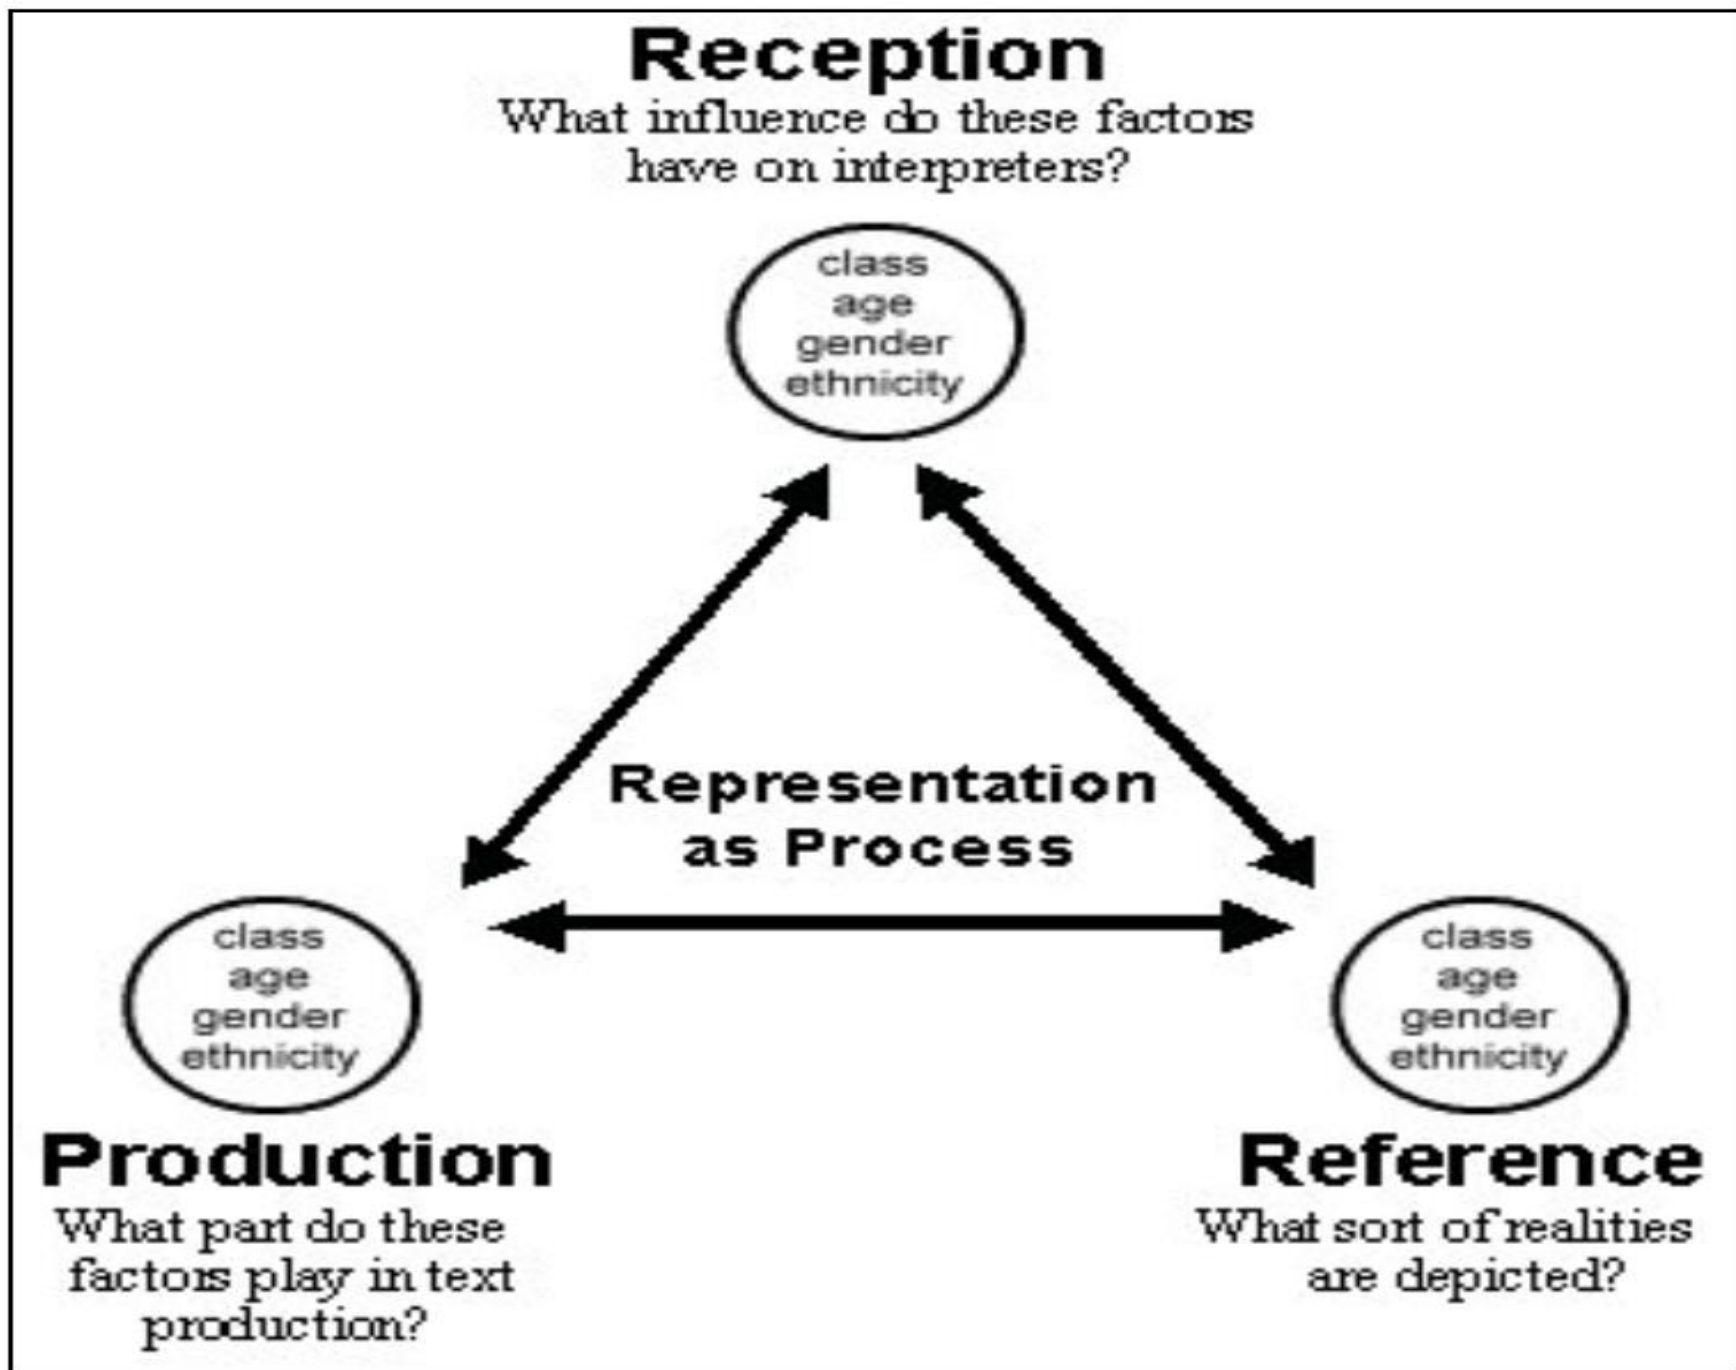 Reception
What influence do these factors
have on interpreters?
class
age
gender
ethnicity
Representation
as Process
class
age
gender
ethnicity
Production
What part do these
factors play in text
production?
class
age
gender
ethnicity
Reference
What sort of realities
are depicted?